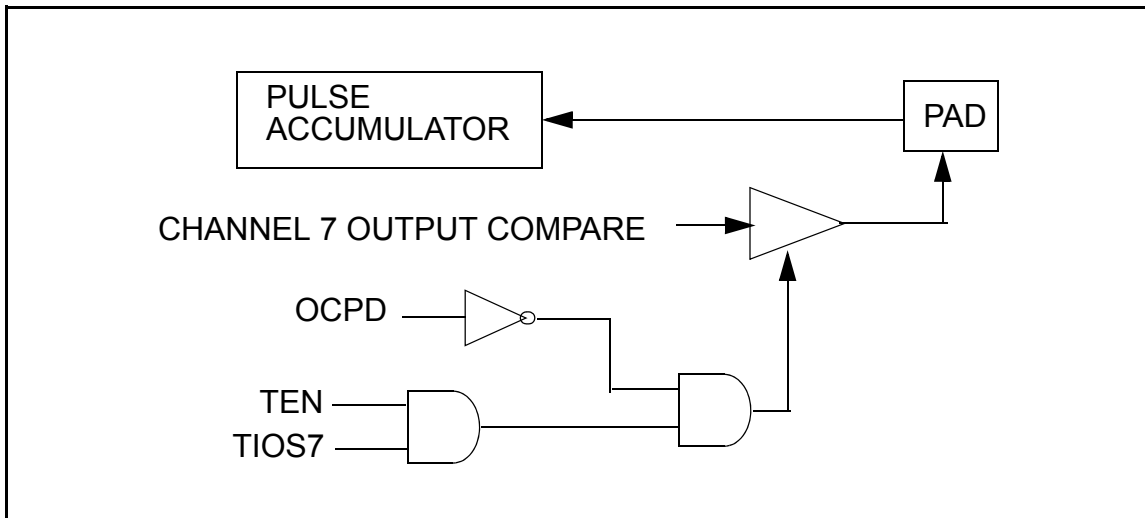 PULSE
ACCUMULATOR
PAD
CHANNEL 7 OUTPUT COMPARE
OCPD
TEN
TIOS7